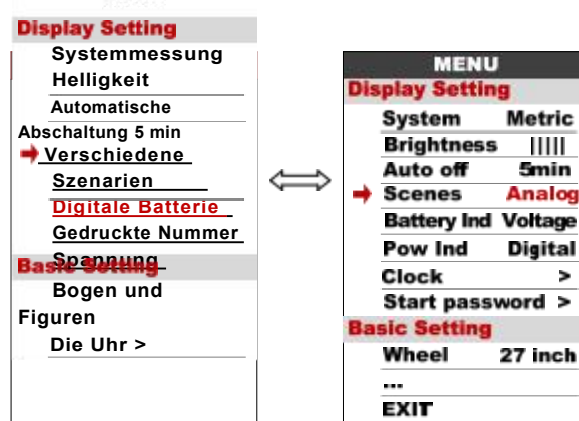 Display Setting
Systemmessung
Helligkeit
Automatische
Abschaltung 5 min
Verschiedene
Szenarien
Digitale Batterie
Gedruckte Nummer
Spannung
Basic Setting
Bogen und
Figuren
Die Uhr >
MENU
Display Setting
System Metric
Brightness |||||
Auto off 5min
Scenes Analog
Battery Ind Voltage
Pow Ind Digital
Clock >
Start password >
Basic Setting
Wheel 27 inch
...
EXIT